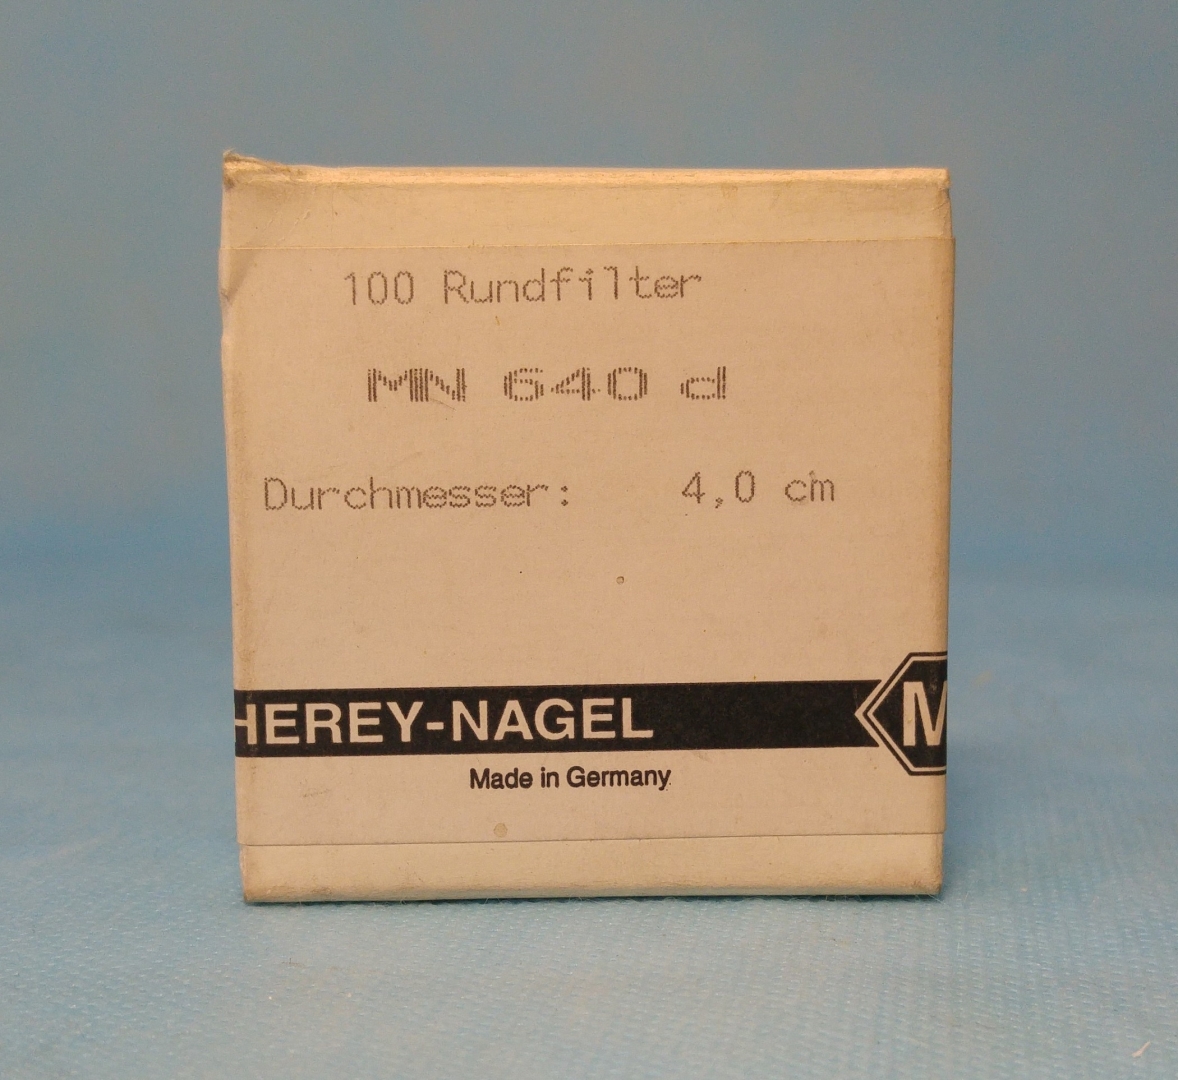 100 Rundfilter
MN 640 d
Durchmesser: 4,0 cm
HEREY-NAGEL
M
Made in Germany